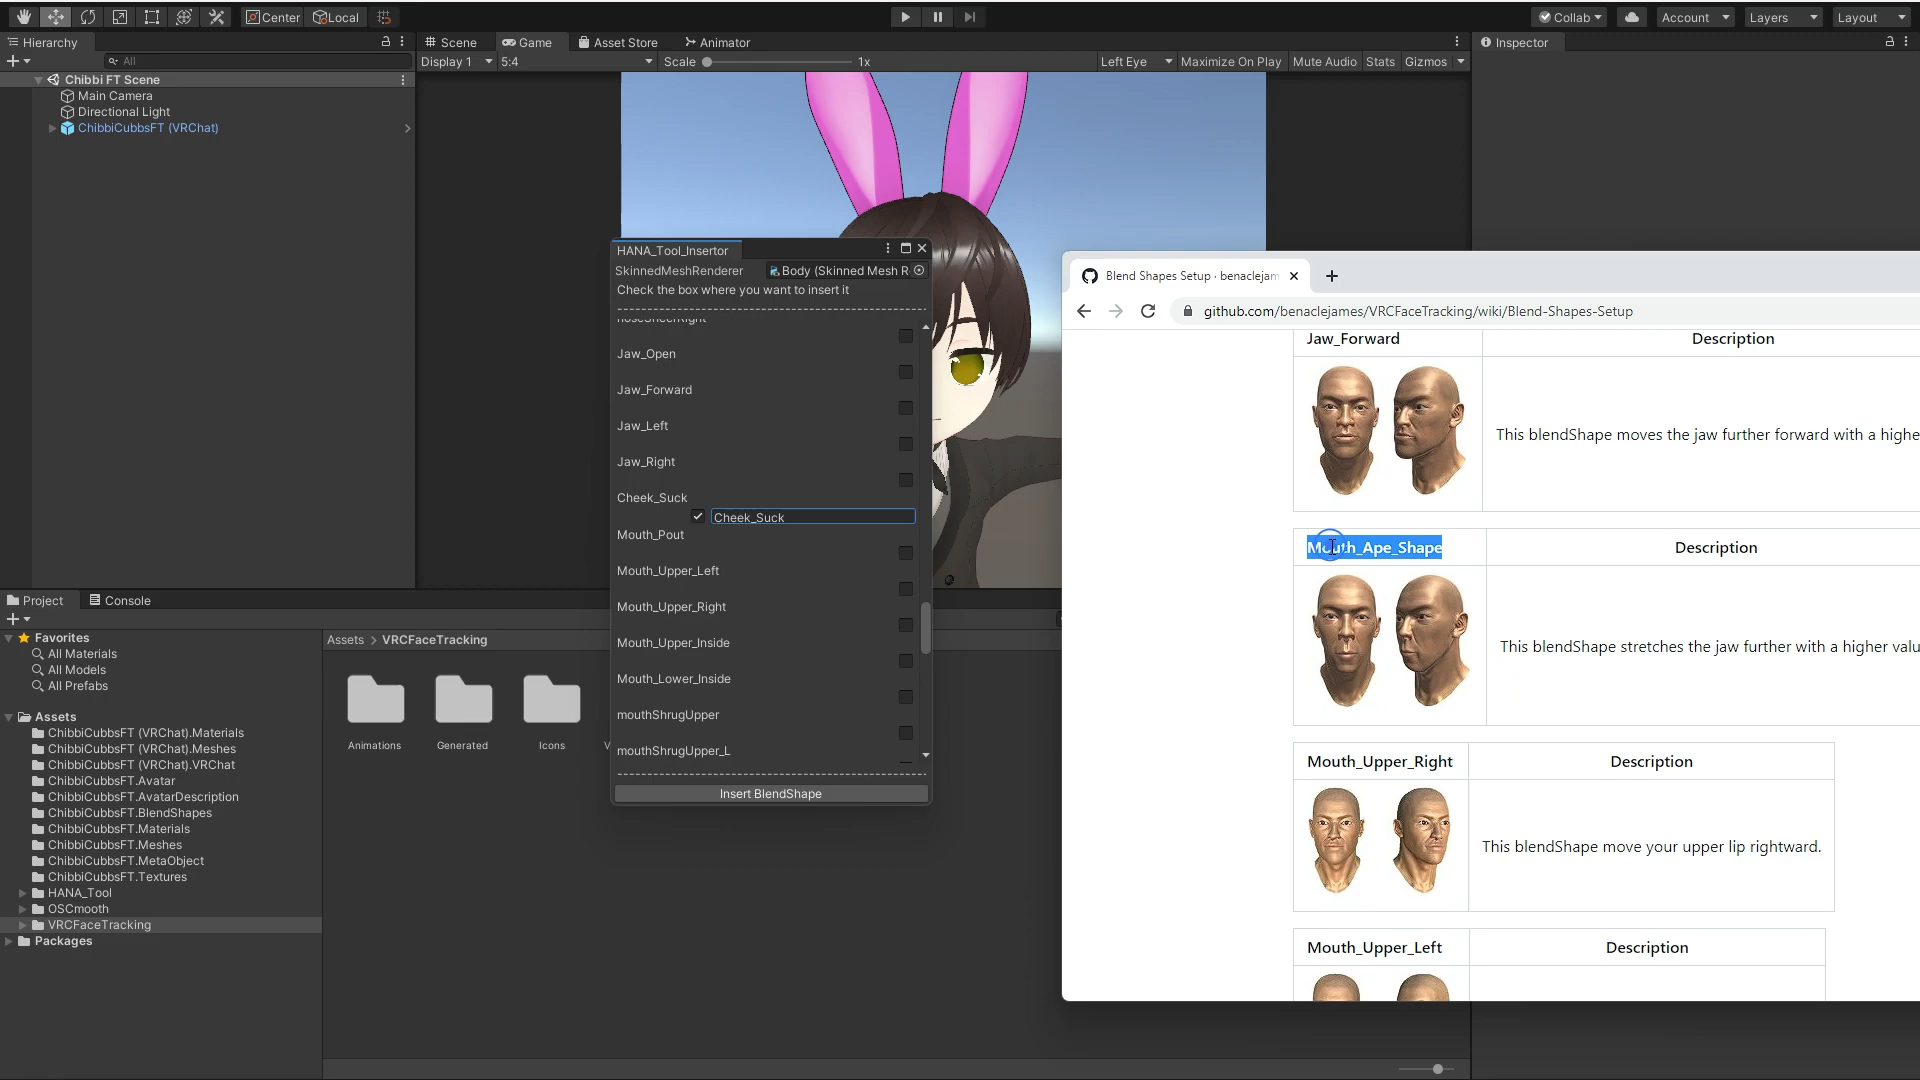 Center
Local
Collab
Account
Layers
Layout
Hierarchy
Scene
Game
Asset Store
Animator
Inspector
All
Display 1
5:4
Scale
1x
Left Eye
Maximize On Play
Mute Audio
Stats
Gizmos
Chibbi FT Scene
Main Camera
Directional Light
ChibbiCubbsFT (VRChat)
HANA_Tool_Insertor
SkinnedMeshRenderer
Body (Skinned Mesh R
Check the box where you want to insert it
Jaw_Open
Jaw_Forward
Jaw_Left
Jaw_Right
Cheek_Suck
Cheek_Suck
Mouth_Pout
Mouth_Upper_Left
Mouth_Upper_Right
Mouth_Upper_Inside
Mouth_Lower_Inside
mouthShrugUpper
mouthShrugUpper_L
Insert BlendShape
Blend Shapes Setup · benaclejam
github.com/benaclejames/VRCFaceTracking/wiki/Blend-Shapes-Setup
Jaw_Forward
Description
This blendShape moves the jaw further forward with a highe
Mouth_Ape_Shape
Description
This blendShape stretches the jaw further with a higher valu
Mouth_Upper_Right
Description
This blendShape move your upper lip rightward.
Mouth_Upper_Left
Description
Project
Console
Favorites
All Materials
All Models
All Prefabs
Assets
ChibbiCubbsFT (VRChat).Materials
ChibbiCubbsFT (VRChat).Meshes
ChibbiCubbsFT (VRChat).VRChat
ChibbiCubbsFT.Avatar
ChibbiCubbsFT.AvatarDescription
ChibbiCubbsFT.BlendShapes
ChibbiCubbsFT.Materials
ChibbiCubbsFT.Meshes
ChibbiCubbsFT.MetaObject
ChibbiCubbsFT.Textures
HANA_Tool
OSCmooth
VRCFaceTracking
Packages
Assets > VRCFaceTracking
Animations
Generated
Icons